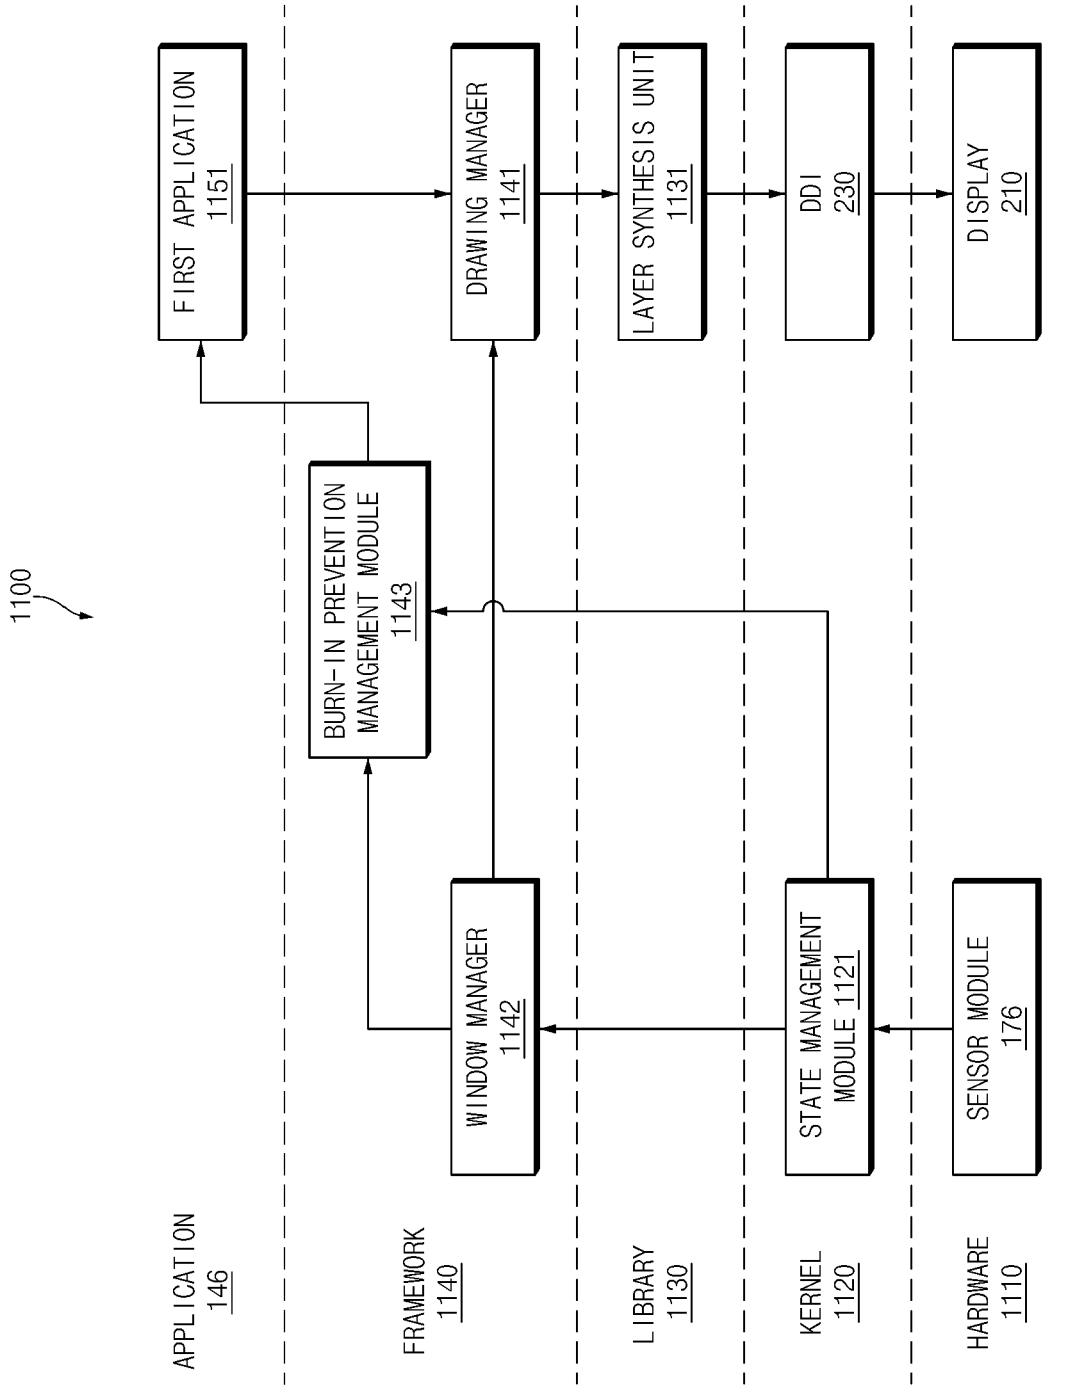 1100
APPLICATION
146
FIRST APPLICATION
1151
FRAMEWORK
1140
BURN-IN PREVENTION
MANAGEMENT MODULE
1143
WINDOW MANAGER
1142
DRAWING MANAGER
1141
LIBRARY
1130
LAYER SYNTHESIS UNIT
1131
KERNEL
1120
STATE MANAGEMENT
MODULE 1121
DDI
230
HARDWARE
1110
SENSOR MODULE
176
DISPLAY
210